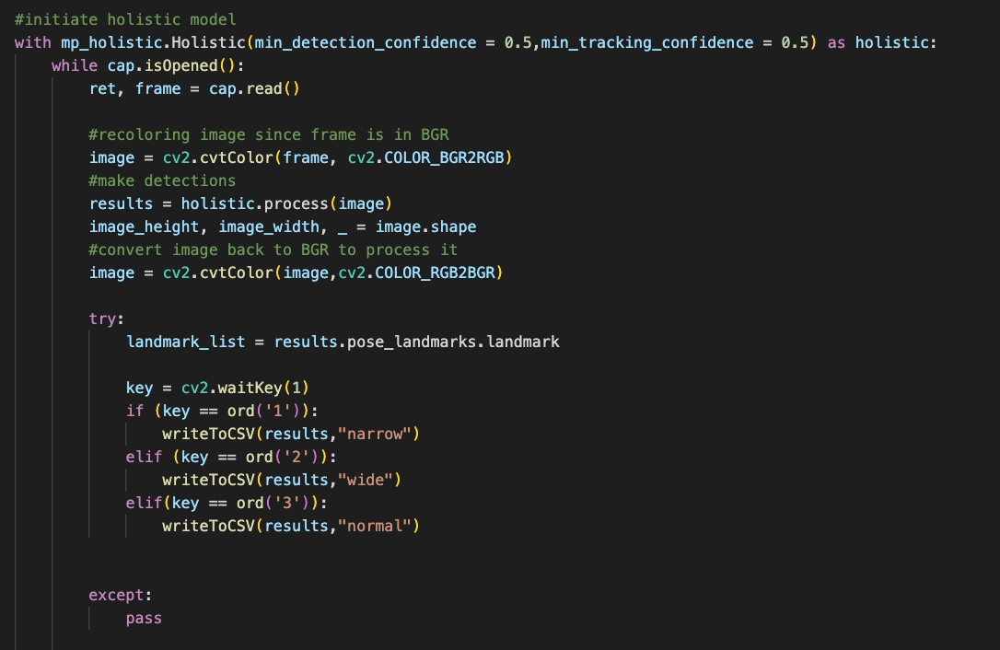 #initiate holistic model
with mp_holistic.Holistic(min_detection_confidence = 0.5,min_tracking_confidence = 0.5) as holistic:
    while cap.isOpened():
        ret, frame = cap.read()

        #recoloring image since frame is in BGR
        image = cv2.cvtColor(frame, cv2.COLOR_BGR2RGB)
        #make detections
        results = holistic.process(image)
        image_height, image_width, _ = image.shape
        #convert image back to BGR to process it
        image = cv2.cvtColor(image,cv2.COLOR_RGB2BGR)

        try:
            landmark_list = results.pose_landmarks.landmark

            key = cv2.waitKey(1)
            if (key == ord('1')):
                writeToCSV(results,"narrow")
            elif (key == ord('2')):
                writeToCSV(results,"wide")
            elif(key == ord('3')):
                writeToCSV(results,"normal")


        except:
            pass